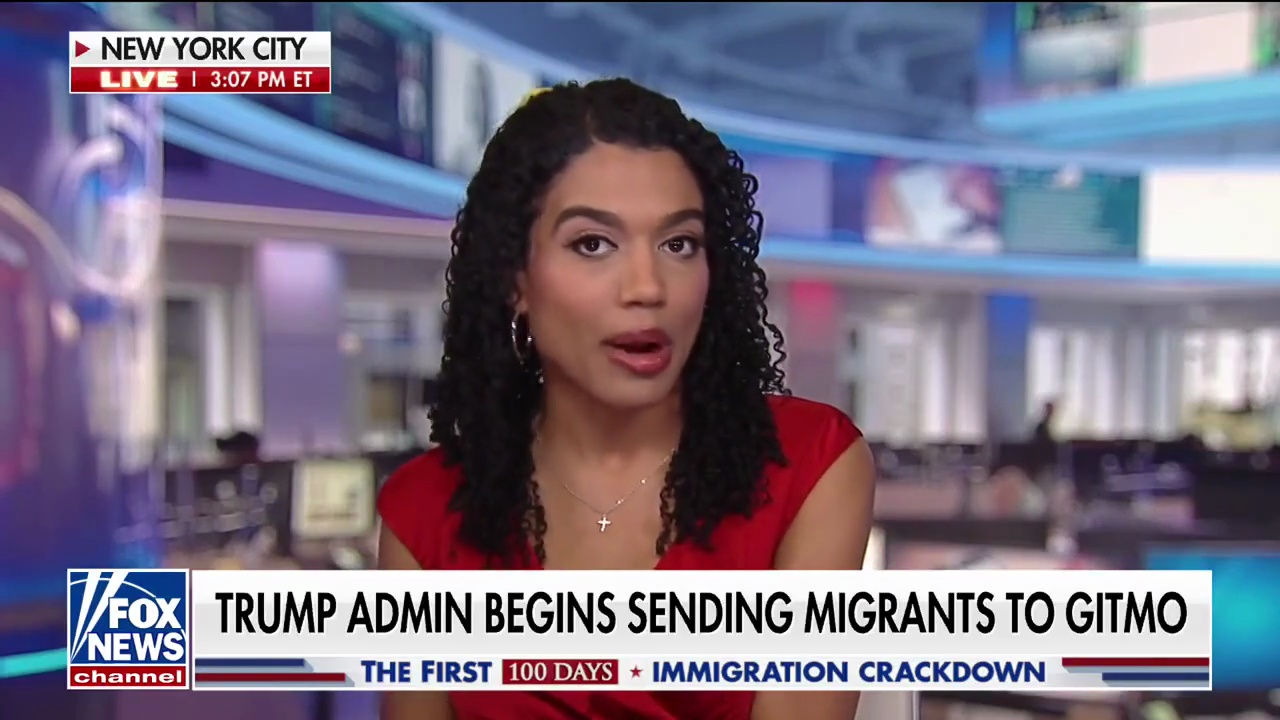 NEW YORK CITY
LIVE | 3:07 PM ET
FOX
NEWS
channel
TRUMP ADMIN BEGINS SENDING MIGRANTS TO GITMO
THE FIRST 100 DAYS ★ IMMIGRATION CRACKDOWN